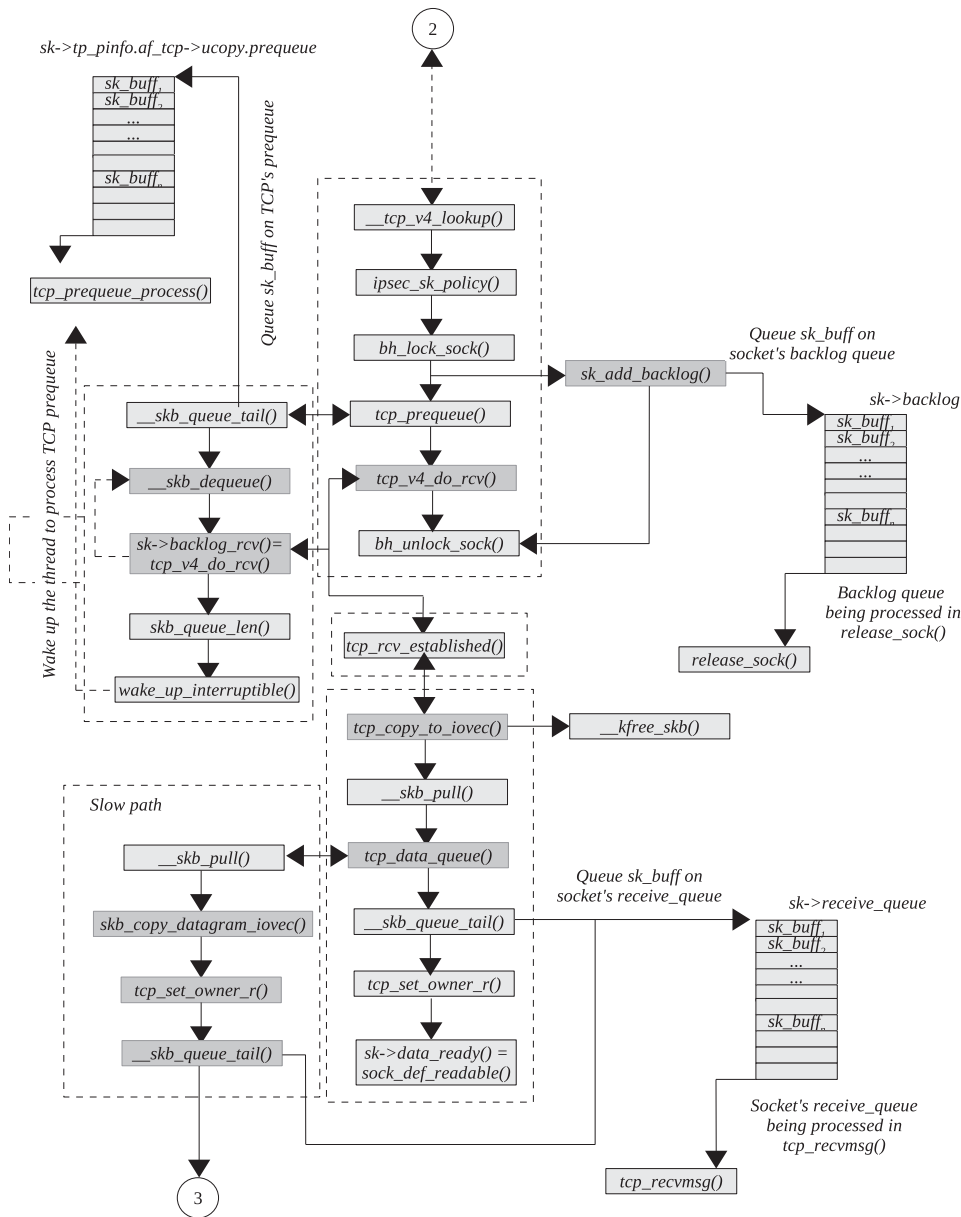 2
sk->tp_pinfo.af_tcp->ucopy.prequeue
sk_buff1
sk_buff2
...
...
sk_buffn
Queue sk_buff on TCP's prequeue
tcp_prequeue_process()
__tcp_v4_lookup()
ipsec_sk_policy()
bh_lock_sock()
Queue sk_buff on
socket's backlog queue
sk_add_backlog()
sk->backlog
sk_buff1
sk_buff2
...
...
sk_buffn
Backlog queue
being processed in
release_sock()
release_sock()
Wake up the thread to process TCP prequeue
__skb_queue_tail()
tcp_prequeue()
__skb_dequeue()
tcp_v4_do_rcv()
sk->backlog_rcv()=
tcp_v4_do_rcv()
bh_unlock_sock()
skb_queue_len()
tcp_rcv_established()
wake_up_interruptible()
tcp_copy_to_iovec()
__kfree_skb()
__skb_pull()
Slow path
__skb_pull()
tcp_data_queue()
skb_copy_datagram_iovec()
__skb_queue_tail()
Queue sk_buff on
socket's receive_queue
sk->receive_queue
sk_buff1
sk_buff2
...
...
sk_buffn
tcp_set_owner_r()
tcp_set_owner_r()
__skb_queue_tail()
sk->data_ready() =
sock_def_readable()
Socket's receive_queue
being processed in
tcp_recvmsg()
tcp_recvmsg()
3